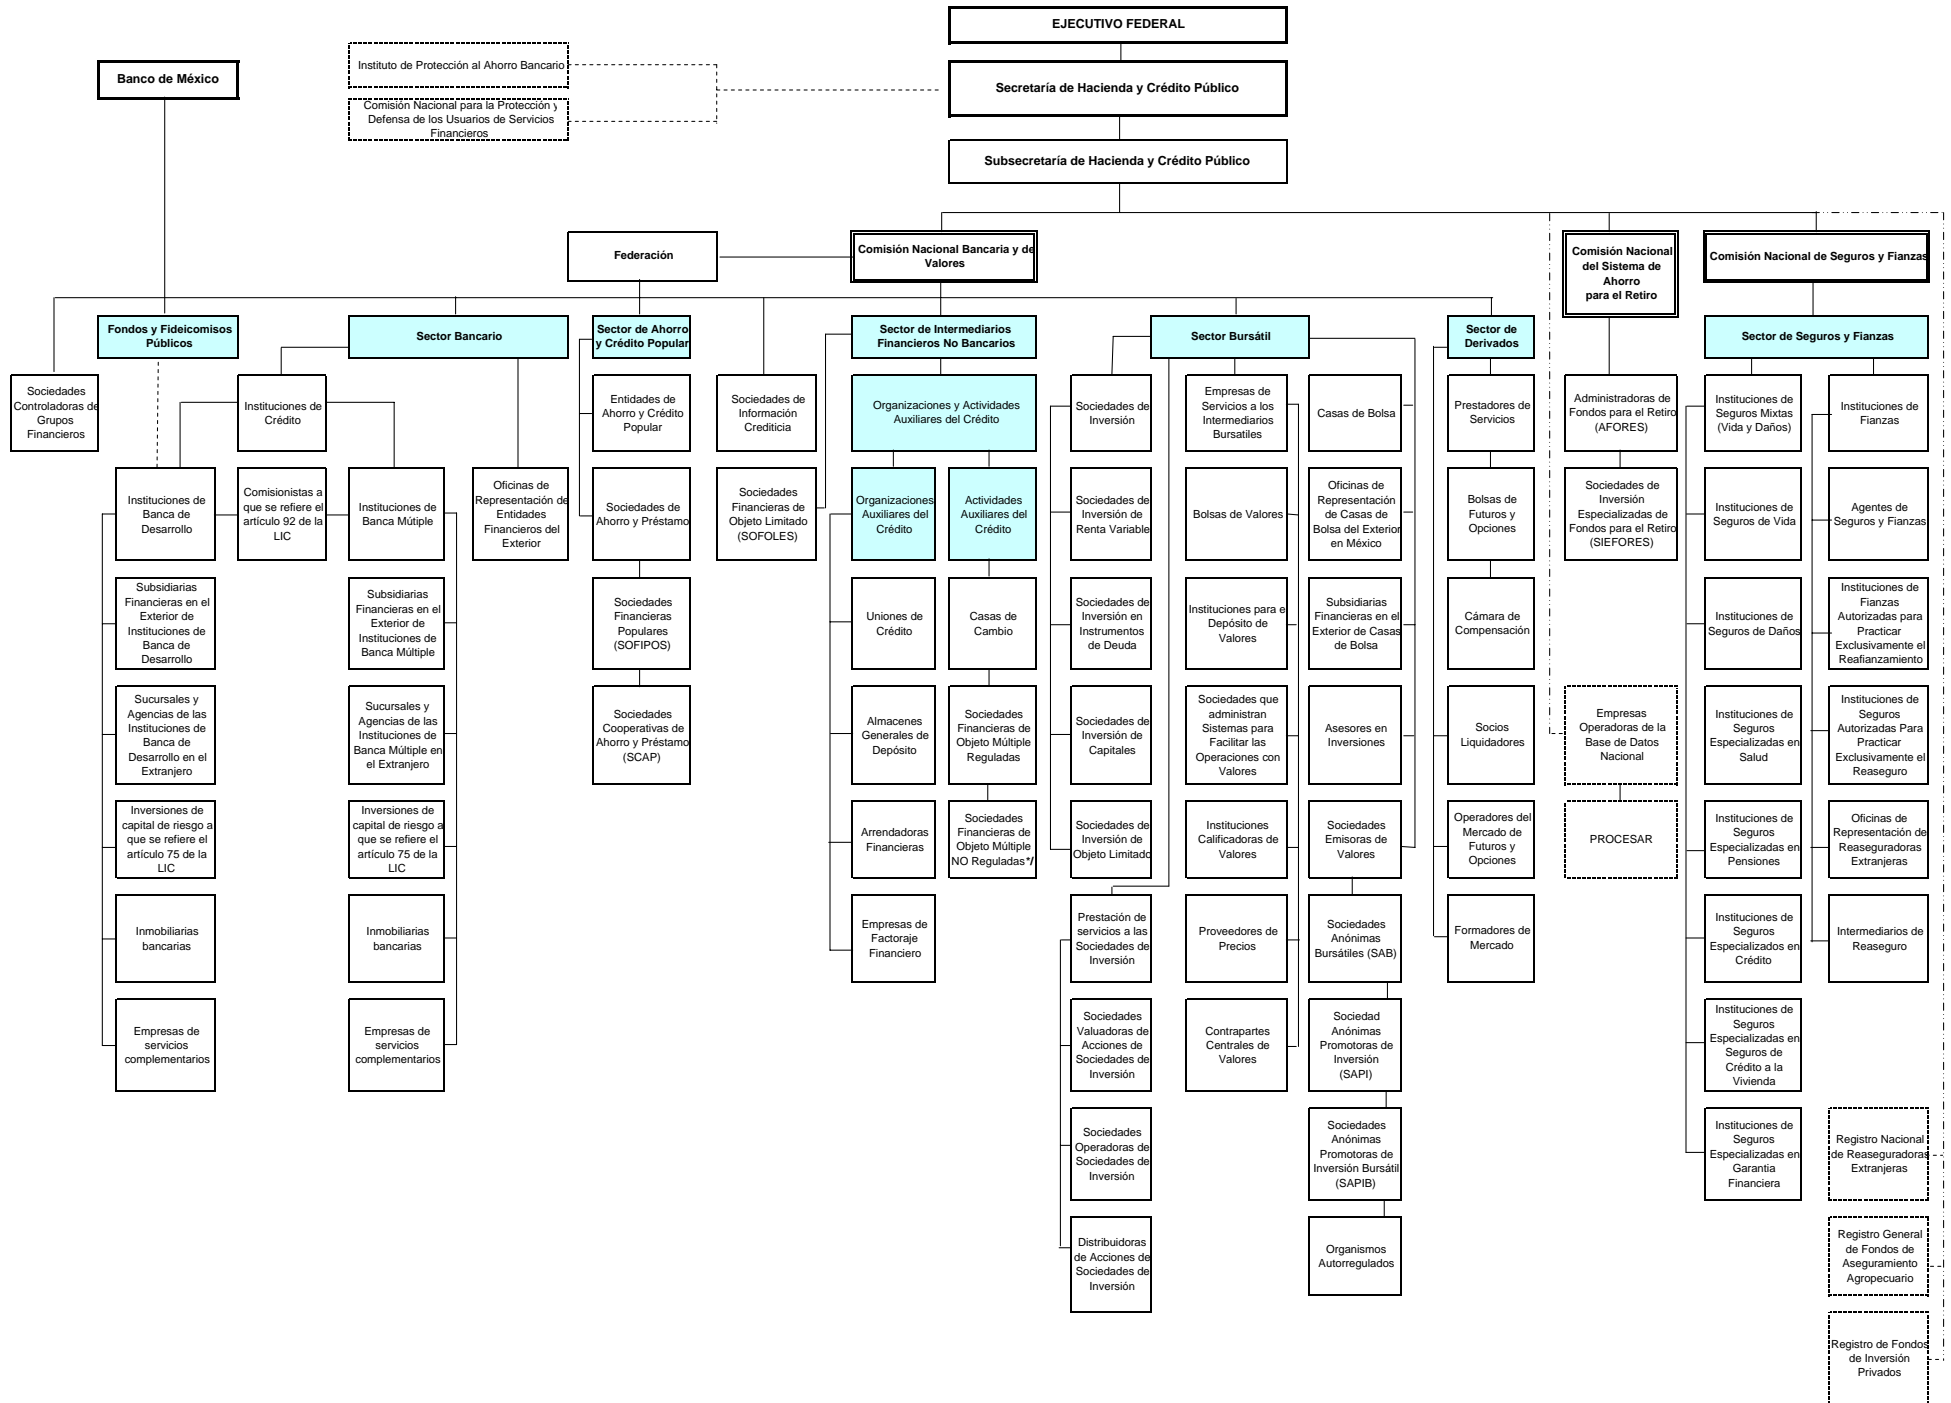 EJECUTIVO FEDERAL
Instituto de Protección al Ahorro Bancario
Banco de México
Secretaría de Hacienda y Crédito Público
Comisión Nacional para la Protección y
Defensa de los Usuarios de Servicios
Financieros
Subsecretaría de Hacienda y Crédito Público
Federación
Comisión Nacional Bancaria y de
Valores
Comisión Nacional
del Sistema de
Ahorro
para el Retiro
Comisión Nacional de Seguros y Fianzas
Fondos y Fideicomisos
Públicos
Sector Bancario
Sector de Ahorro
y Crédito Popular
Sector de Intermediarios
Financieros No Bancarios
Sector Bursátil
Sector de
Derivados
Sector de Seguros y Fianzas
Sociedades
Controladoras de
Grupos
Financieros
Instituciones de
Crédito
Entidades de
Ahorro y Crédito
Popular
Sociedades de
Información
Crediticia
Organizaciones y Actividades
Auxiliares del Crédito
Sociedades de
Inversión
Empresas de
Servicios a los
Intermediarios
Bursatiles
Casas de Bolsa
Prestadores de
Servicios
Administradoras de
Fondos para el Retiro
(AFORES)
Instituciones de
Seguros Mixtas
(Vida y Daños)
Instituciones de
Fianzas
Instituciones de
Banca de
Desarrollo
Comisionistas a
que se refiere el
artículo 92 de la
LIC
Instituciones de
Banca Mútiple
Oficinas de
Representación de
Entidades
Financieros del
Exterior
Sociedades de
Ahorro y Préstamo
Sociedades
Financieras de
Objeto Limitado
(SOFOLES)
Organizaciones
Auxiliares del
Crédito
Actividades
Auxiliares del
Crédito
Sociedades de
Inversión de
Renta Variable
Bolsas de Valores
Oficinas de
Representación
de Casas de
Bolsa del Exterior
en México
Bolsas de
Futuros y
Opciones
Sociedades de
Inversión
Especializadas de
Fondos para el Retiro
(SIEFORES)
Instituciones de
Seguros de Vida
Agentes de
Seguros y Fianzas
Subsidiarias
Financieras en el
Exterior de
Instituciones de
Banca de
Desarrollo
Subsidiarias
Financieras en el
Exterior de
Instituciones de
Banca Múltiple
Sociedades
Financieras
Populares
(SOFIPOS)
Uniones de
Crédito
Casas de
Cambio
Sociedades de
Inversión en
Instrumentos
de Deuda
Instituciones para e
Depósito de
Valores
Subsidiarias
Financieras en el
Exterior de Casas
de Bolsa
Cámara de
Compensación
Instituciones de
Seguros de Daños
Instituciones de
Fianzas
Autorizadas para
Practicar
Exclusivamente el
Reafianzamiento
Sucursales y
Agencias de las
Instituciones de
Banca de
Desarrollo en el
Extranjero
Sucursales y
Agencias de las
Instituciones de
Banca Múltiple en
el Extranjero
Sociedades
Cooperativas de
Ahorro y Préstamo
(SCAP)
Almacenes
Generales de
Depósito
Sociedades
Financieras de
Objeto Múltiple
Reguladas
Sociedades de
Inversión de
Capitales
Sociedades que
administran
Sistemas para
Facilitar las
Operaciones con
Valores
Asesores en
Inversiones
Socios
Liquidadores
Empresas
Operadoras de la
Base de Datos
Nacional
Instituciones de
Seguros
Especializadas en
Salud
Instituciones de
Seguros
Autorizadas Para
Practicar
Exclusivamente el
Reaseguro
Inversiones de
capital de riesgo a
que se refiere el
artículo 75 de la
LIC
Inversiones de
capital de riesgo a
que se refiere el
artículo 75 de la
LIC
Arrendadoras
Financieras
Sociedades
Financieras de
Objeto Múltiple
NO Reguladas*/
Sociedades de
Inversión de
Objeto Limitado
Instituciones
Calificadoras de
Valores
Sociedades
Emisoras de
Valores
Operadores del
Mercado de
Futuros y
Opciones
PROCESAR
Instituciones de
Seguros
Especializadas en
Pensiones
Oficinas de
Representación de
Reaseguradoras
Extranjeras
Inmobiliarias
bancarias
Inmobiliarias
bancarias
Empresas de
Factoraje
Financiero
Prestación de
servicios a las
Sociedades de
Inversión
Proveedores de
Precios
Sociedades
Anónimas
Bursátiles (SAB)
Formadores de
Mercado
Instituciones de
Seguros
Especializados en
Crédito
Intermediarios de
Reaseguro
Empresas de
servicios
complementarios
Empresas de
servicios
complementarios
Sociedades
Valuadoras de
Acciones de
Sociedades de
Inversión
Contrapartes
Centrales de
Valores
Sociedad
Anónimas
Promotoras de
Inversión
(SAPI)
Instituciones de
Seguros
Especializadas en
Seguros de
Crédito a la
Vivienda
Sociedades
Operadoras de
Sociedades de
Inversión
Sociedades
Anónimas
Promotoras de
Inversión Bursátil
(SAPIB)
Instituciones de
Seguros
Especializadas en
Garantia
Financiera
Registro Nacional
de Reaseguradoras
Extranjeras
Distribuidoras
de Acciones de
Sociedades de
Inversión
Organismos
Autorregulados
Registro General
de Fondos de
Aseguramiento
Agropecuario
Registro de Fondos
de Inversión
Privados